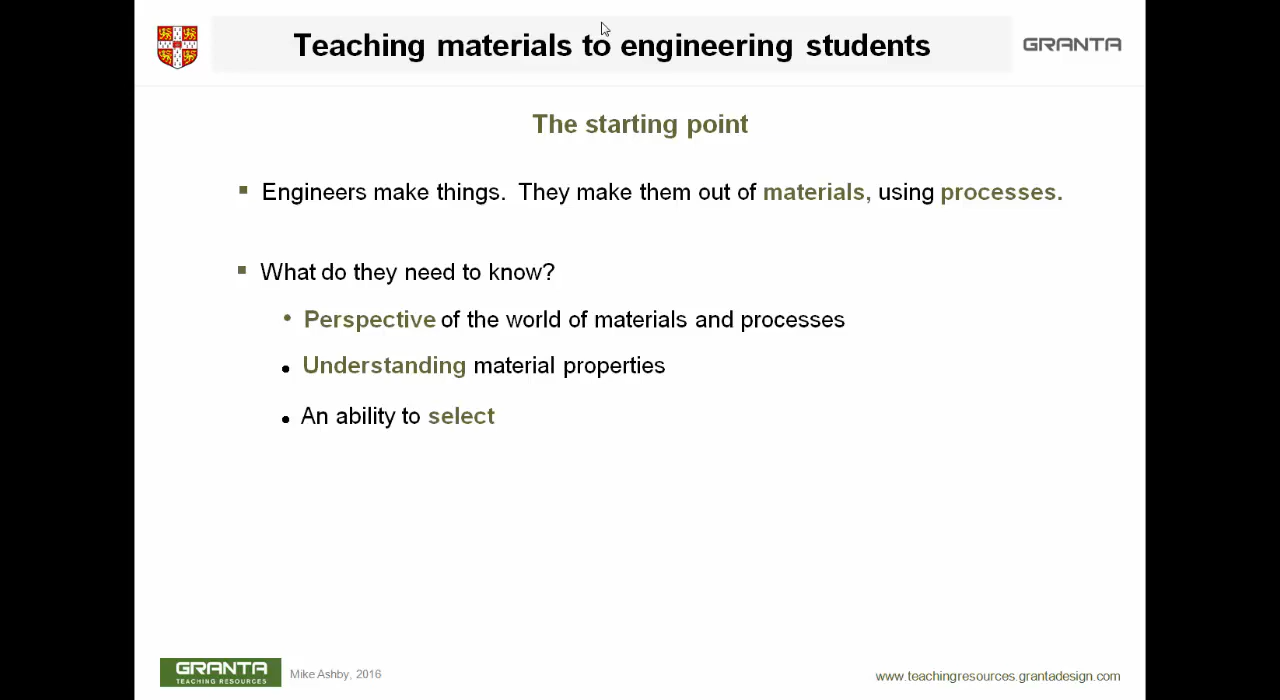 Teaching materials to engineering students
GRANTA
The starting point
▪ Engineers make things. They make them out of materials, using processes.
▪ What do they need to know?
• Perspective of the world of materials and processes
• Understanding material properties
• An ability to select
GRANTA
TEACHING RESOURCES
Mike Ashby, 2016
www.teachingresources.grantadesign.com